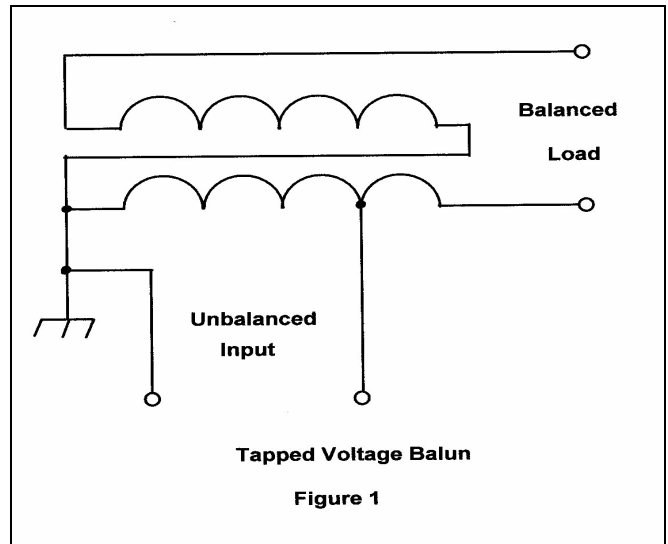 Balanced
Load
Unbalanced
Input
Tapped Voltage Balun
Figure 1